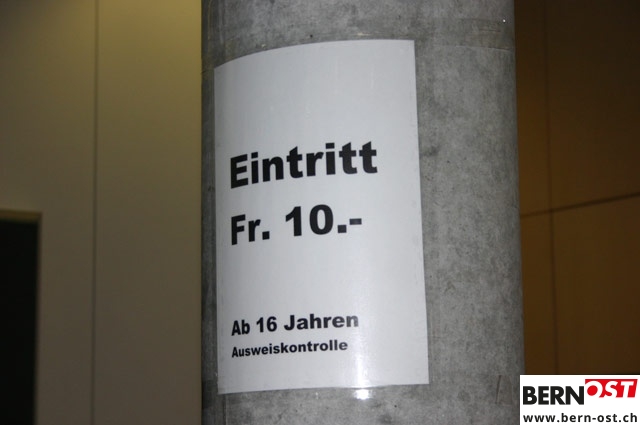 Eintritt
Fr. 10.-
Ab 16 Jahren
Ausweiskontrolle
BERNOST
www.bern-ost.ch